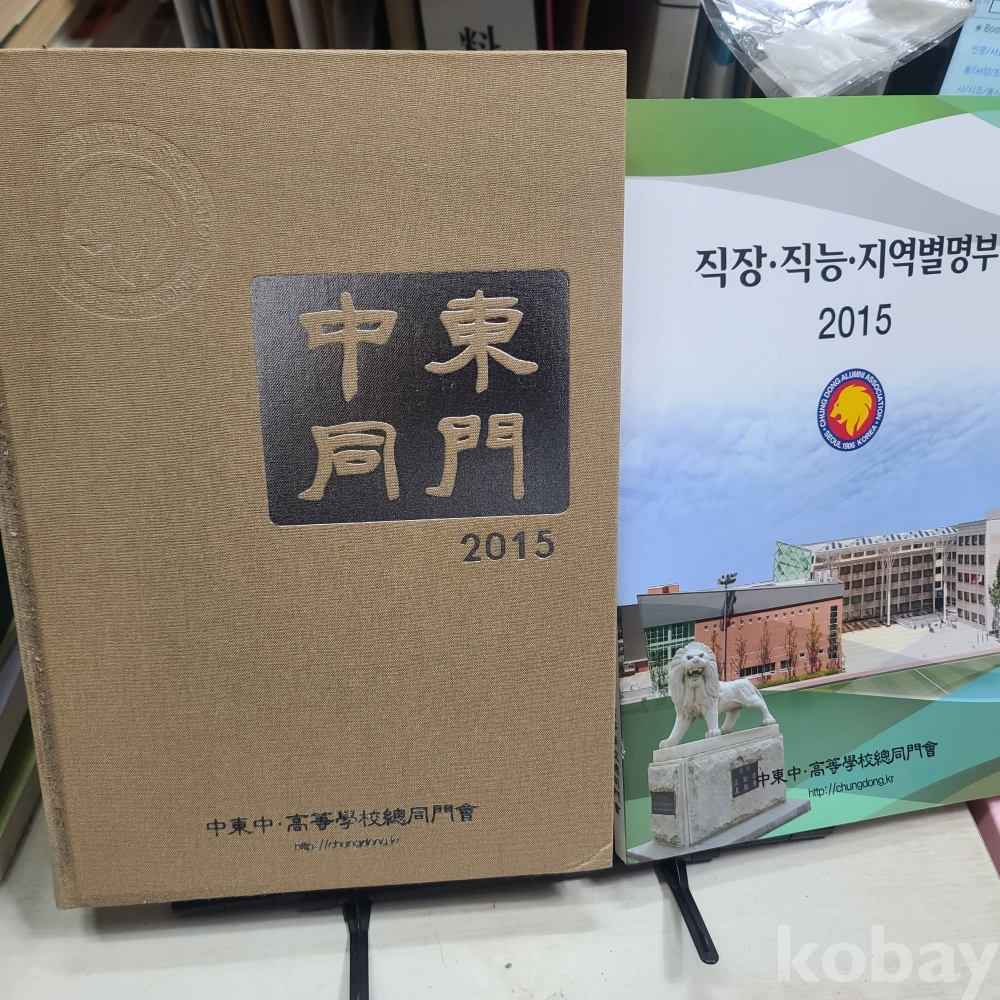 中東
同門
2015
中東中·高等學校總同門會
http://chungdong.kr
직장·직능·지역별명부
2015
CHUNG DONG ALUMNI ASSOCIATION
SEOUL 1906 KOREA
中東中·高等學校總同門會
http://chungdong.kr
料
kobay